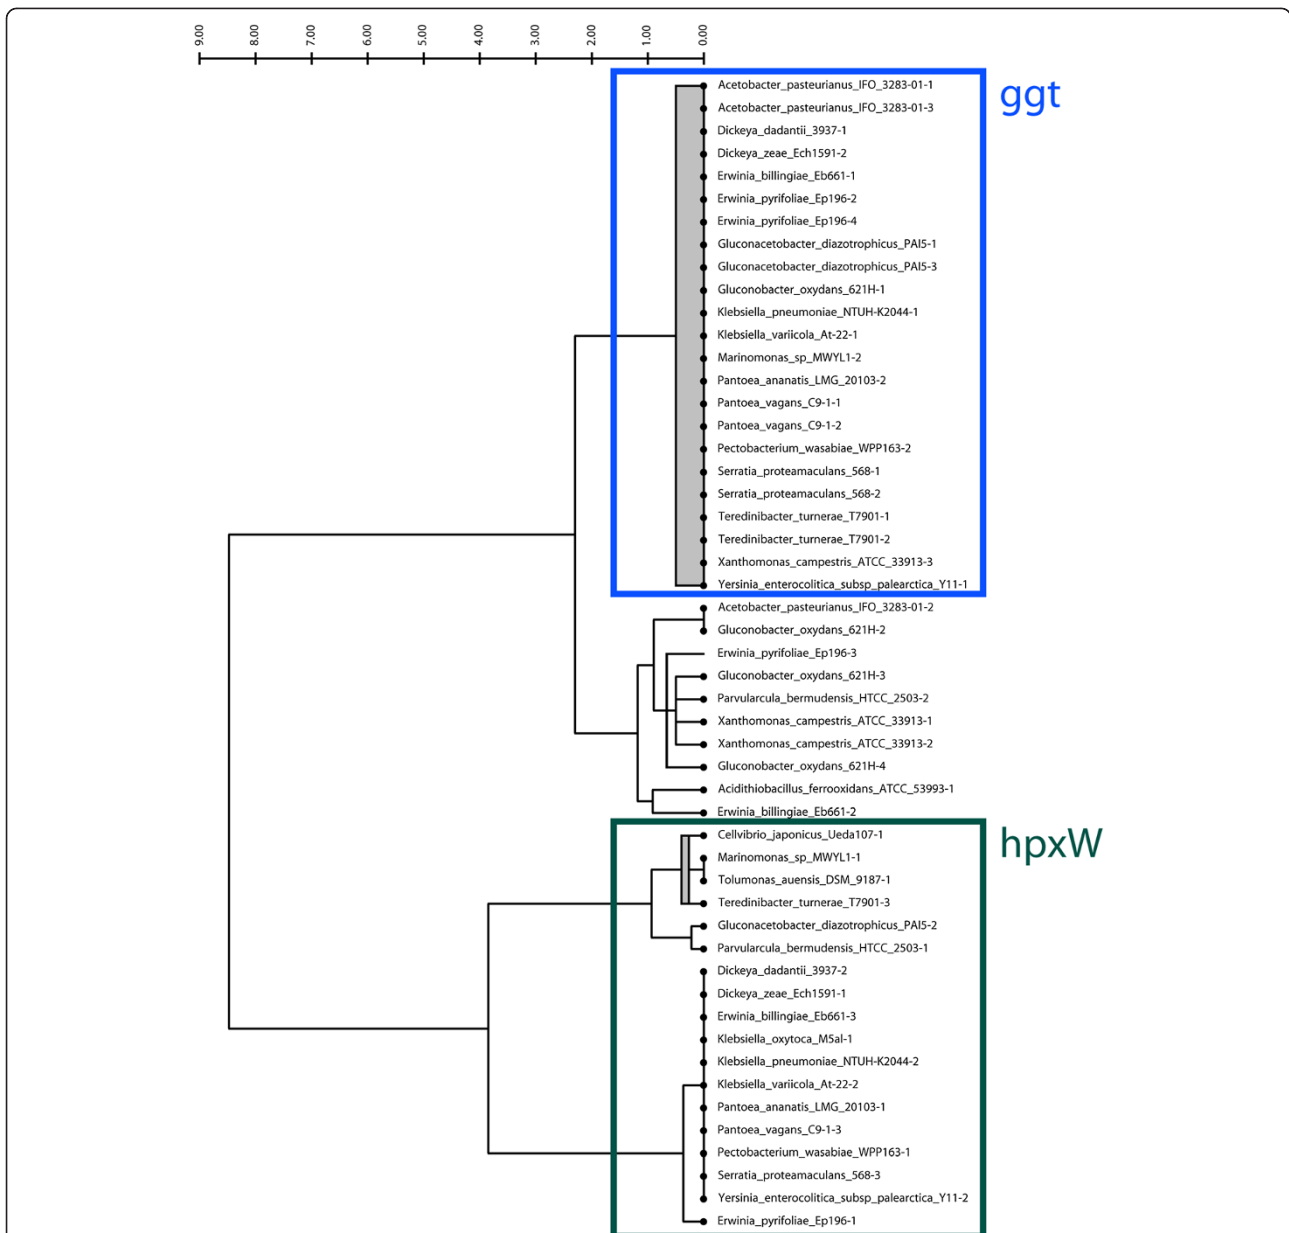 9.00 8.00 7.00 6.00 5.00 4.00 3.00 2.00 1.00 0.00
ggt
Acetobacter_pasteurianus_IFO_3283-01-1
Acetobacter_pasteurianus_IFO_3283-01-3
Dickeya_dadantii_3937-1
Dickeya_zeae_Ech1591-2
Erwinia_billingiae_Eb661-1
Erwinia_pyrifoliae_Ep196-2
Erwinia_pyrifoliae_Ep196-4
Gluconacetobacter_diazotrophicus_PAI5-1
Gluconacetobacter_diazotrophicus_PAI5-3
Gluconobacter_oxydans_621H-1
Klebsiella_pneumoniae_NTUH-K2044-1
Klebsiella_variicola_At-22-1
Marinomonas_sp_MWYL1-2
Pantoea_ananatis_LMG_20103-2
Pantoea_vagans_C9-1-1
Pantoea_vagans_C9-1-2
Pectobacterium_wasabiae_WPP163-2
Serratia_proteamaculans_568-1
Serratia_proteamaculans_568-2
Teredinibacter_turnerae_T7901-1
Teredinibacter_turnerae_T7901-2
Xanthomonas_campestris_ATCC_33913-3
Yersinia_enterocolitica_subsp_palearctica_Y11-1
Acetobacter_pasteurianus_IFO_3283-01-2
Gluconobacter_oxydans_621H-2
Erwinia_pyrifoliae_Ep196-3
Gluconobacter_oxydans_621H-3
Parvularcula_bermudensis_HTCC_2503-2
Xanthomonas_campestris_ATCC_33913-1
Xanthomonas_campestris_ATCC_33913-2
Gluconobacter_oxydans_621H-4
Acidithiobacillus_ferrooxidans_ATCC_53993-1
Erwinia_billingiae_Eb661-2
hpxW
Cellvibrio_japonicus_Ueda107-1
Marinomonas_sp_MWYL1-1
Tolumonas_auensis_DSM_9187-1
Teredinibacter_turnerae_T7901-3
Gluconacetobacter_diazotrophicus_PAI5-2
Parvularcula_bermudensis_HTCC_2503-1
Dickeya_dadantii_3937-2
Dickeya_zeae_Ech1591-1
Erwinia_billingiae_Eb661-3
Klebsiella_oxytoca_M5al-1
Klebsiella_pneumoniae_NTUH-K2044-2
Klebsiella_variicola_At-22-2
Pantoea_ananatis_LMG_20103-1
Pantoea_vagans_C9-1-3
Pectobacterium_wasabiae_WPP163-1
Serratia_proteamaculans_568-3
Yersinia_enterocolitica_subsp_palearctica_Y11-2
Erwinia_pyrifoliae_Ep196-1